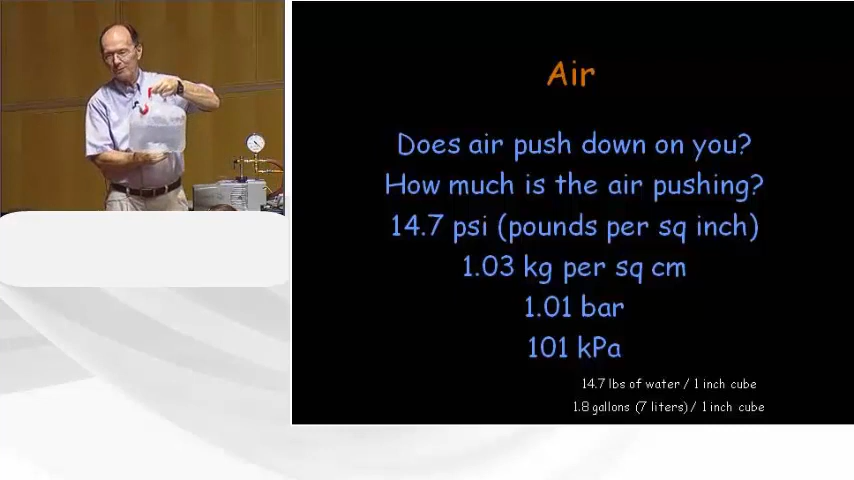 Air
Does air push down on you?
How much is the air pushing?
14.7 psi (pounds per sq inch)
1.03 kg per sq cm
1.01 bar
101 kPa
14.7 lbs of water / 1 inch cube
1.8 gallons (7 liters) / 1 inch cube